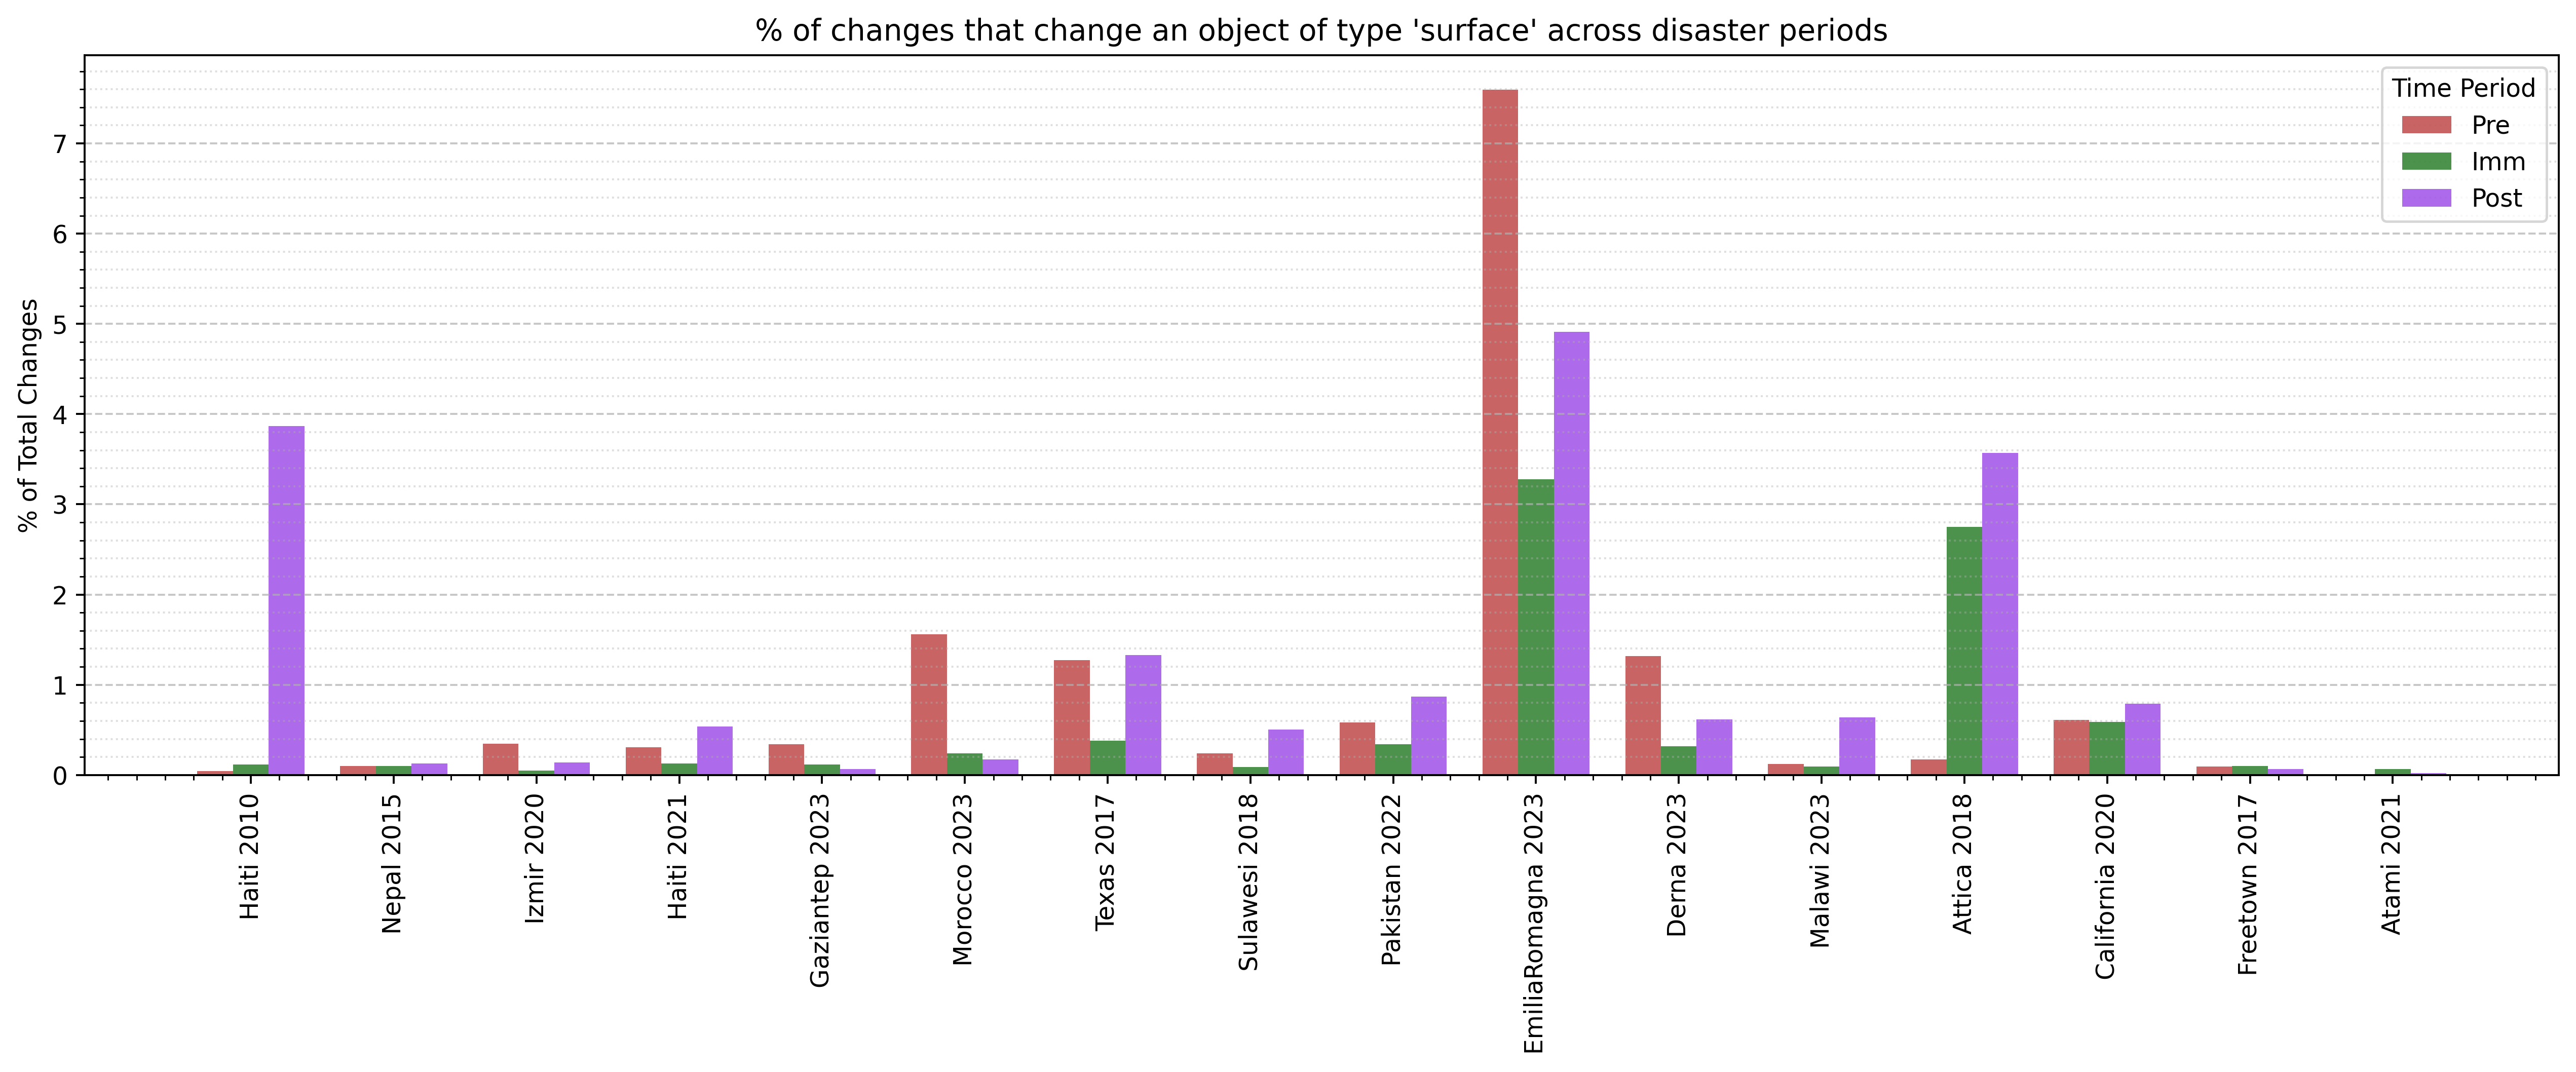 % of changes that change an object of type 'surface' across disaster periods
% of Total Changes
7
6
5
4
3
2
1
0
Time Period
Pre
Imm
Post
Haiti 2010
Nepal 2015
Izmir 2020
Haiti 2021
Gaziantep 2023
Morocco 2023
Texas 2017
Sulawesi 2018
Pakistan 2022
EmiliaRomagna 2023
Derna 2023
Malawi 2023
Attica 2018
California 2020
Freetown 2017
Atami 2021